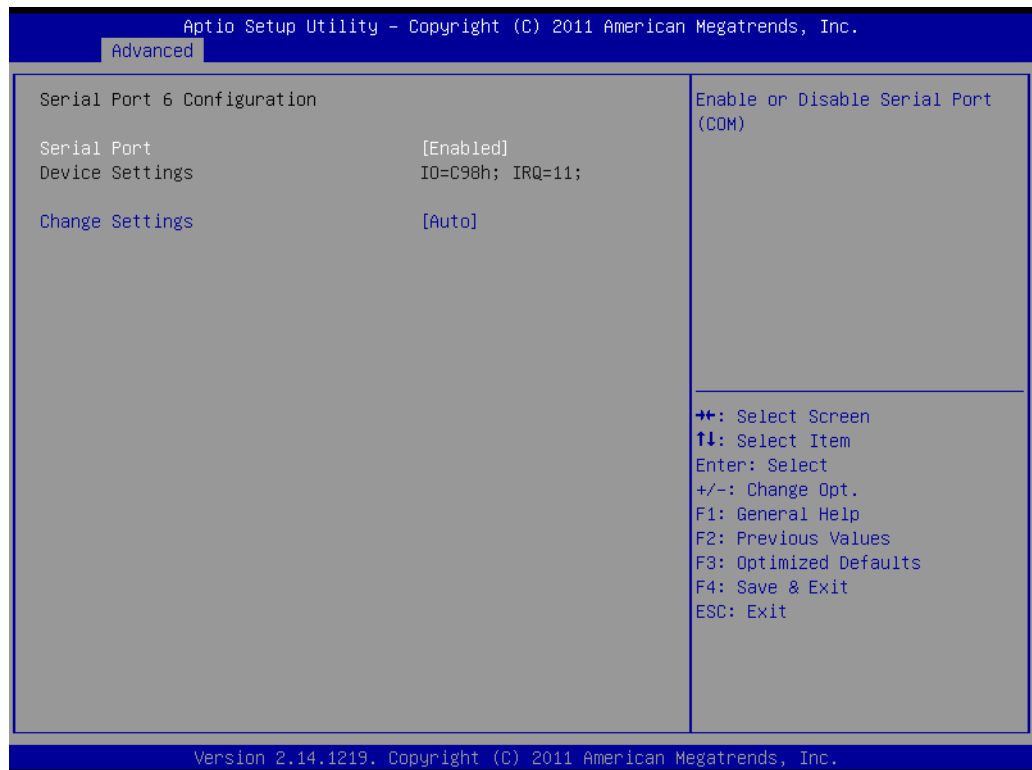 Aptio Setup Utility – Copyright (C) 2011 American Megatrends, Inc.
Advanced
Serial Port 6 Configuration
Serial Port [Enabled]
Device Settings IO=C98h; IRQ=11;
Change Settings [Auto]
Enable or Disable Serial Port
(COM)
→←: Select Screen
↑↓: Select Item
Enter: Select
+/-: Change Opt.
F1: General Help
F2: Previous Values
F3: Optimized Defaults
F4: Save & Exit
ESC: Exit
Version 2.14.1219. Copyright (C) 2011 American Megatrends, Inc.